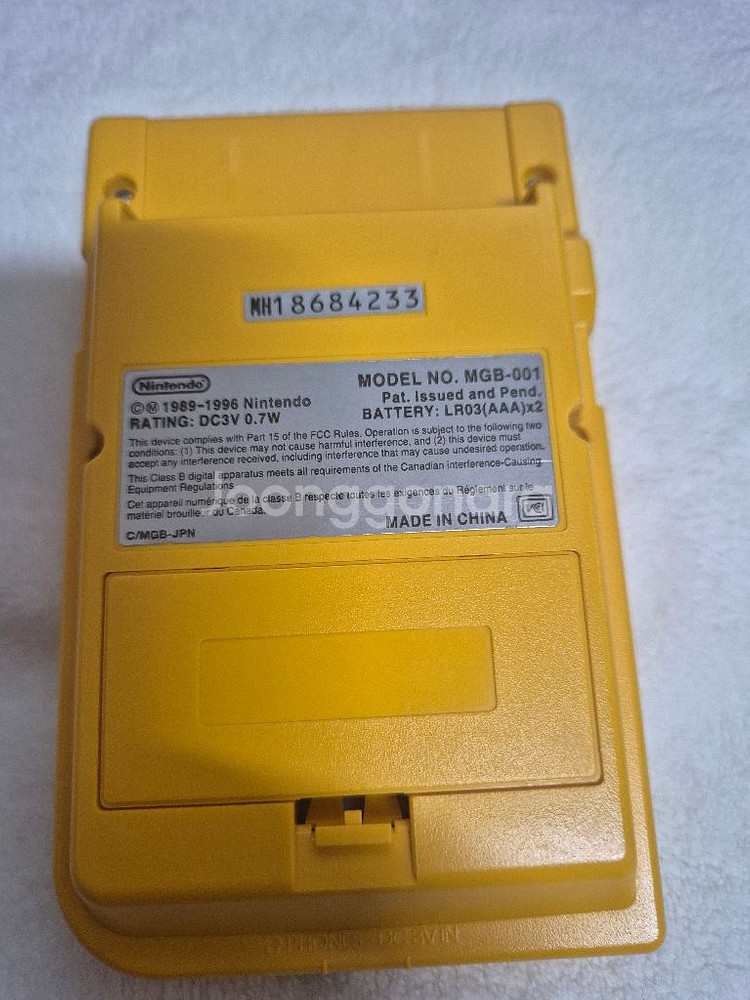 MH18684233
Nintendo
MODEL NO. MGB-001
©Ⓜ 1989-1996 Nintendo
Pat. Issued and Pend.
RATING: DC3V 0.7W
BATTERY: LR03(AAA)x2
This device complies with Part 15 of the FCC Rules. Operation is subject to the following two
conditions: (1) This device may not cause harmful interference, and (2) this device must
accept any interference received, including interference that may cause undesired operation.
This Class B digital apparatus meets all requirements of the Canadian Interference-Causing
Equipment Regulations.
Cet appareil numérique de la classe B respecte toutes les exigences du Règlement sur le
matériel brouilleur du Canada.
MADE IN CHINA
C/MGB-JPN
PHONES DC3V IN